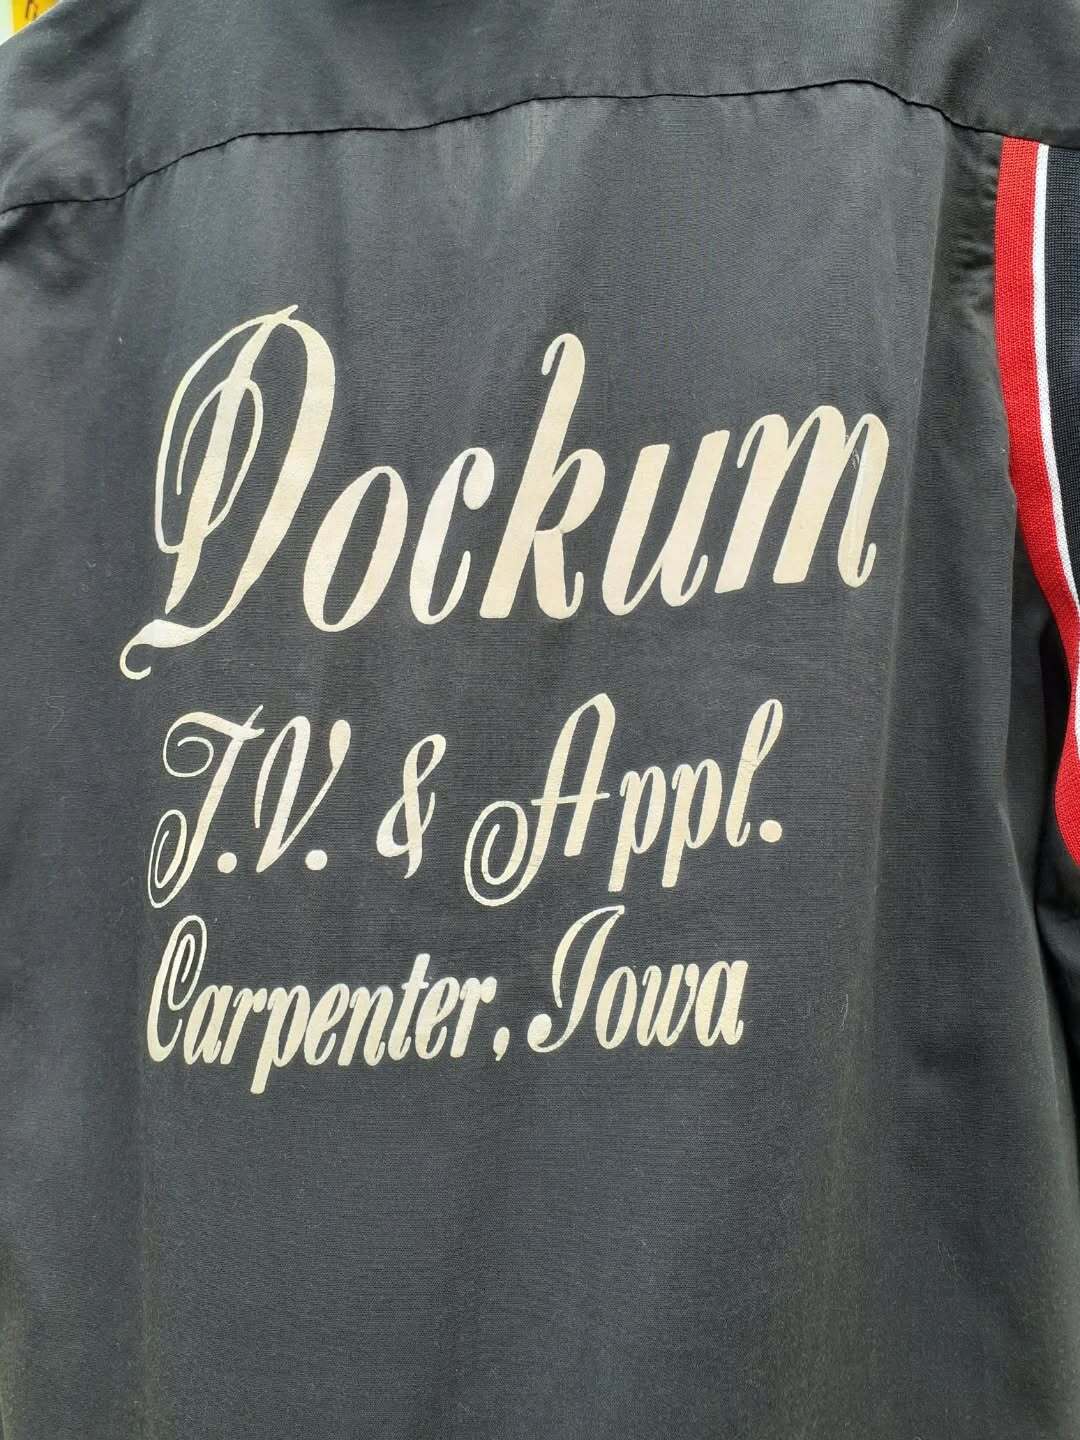 Dockum
T.V. & Appl.
Carpenter, Iowa